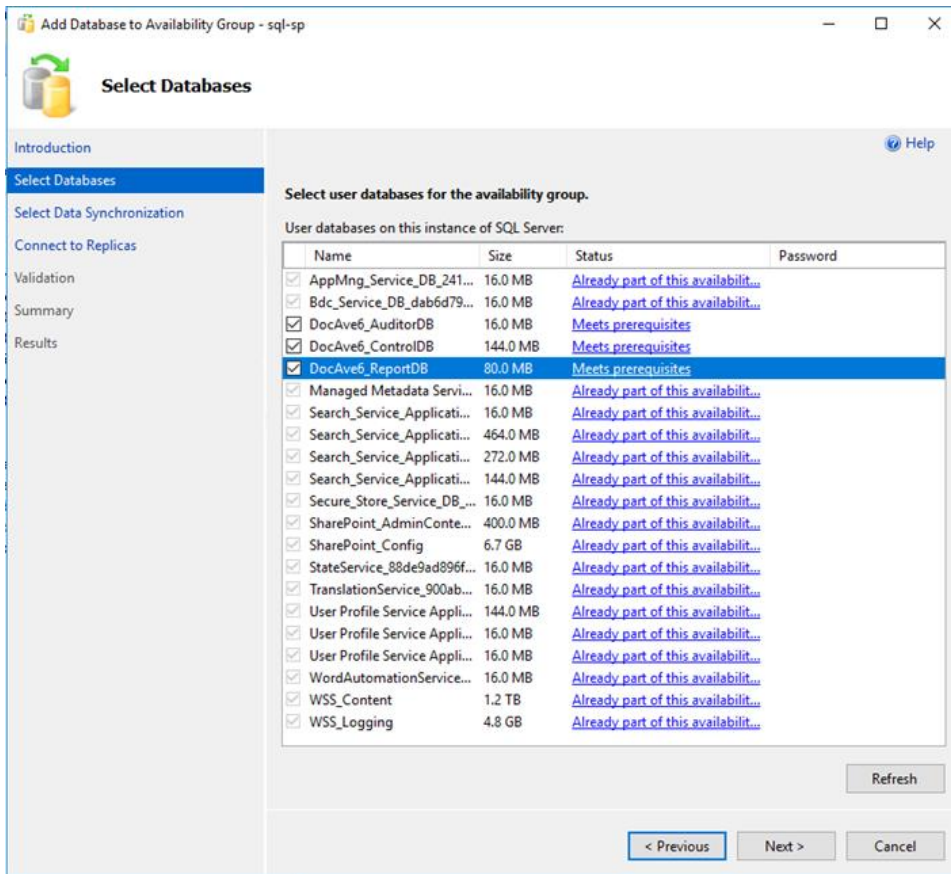 Add Database to Availability Group - sql-sp
Select Databases
Help
Introduction
Select Databases
Select Data Synchronization
Connect to Replicas
Validation
Summary
Results
Select user databases for the availability group.
User databases on this instance of SQL Server:
Name Size Status Password
AppMng_Service_DB_241... 16.0 MB Already part of this availabilit...
Bdc_Service_DB_dab6d79... 16.0 MB Already part of this availabilit...
DocAve6_AuditorDB 16.0 MB Meets prerequisites
DocAve6_ControlDB 144.0 MB Meets prerequisites
DocAve6_ReportDB 80.0 MB Meets prerequisites
Managed Metadata Servi... 16.0 MB Already part of this availabilit...
Search_Service_Applicati... 16.0 MB Already part of this availabilit...
Search_Service_Applicati... 464.0 MB Already part of this availabilit...
Search_Service_Applicati... 272.0 MB Already part of this availabilit...
Search_Service_Applicati... 144.0 MB Already part of this availabilit...
Secure_Store_Service_DB_... 16.0 MB Already part of this availabilit...
SharePoint_AdminConte... 400.0 MB Already part of this availabilit...
SharePoint_Config 6.7 GB Already part of this availabilit...
StateService_88de9ad896f... 16.0 MB Already part of this availabilit...
TranslationService_900ab... 16.0 MB Already part of this availabilit...
User Profile Service Appli... 144.0 MB Already part of this availabilit...
User Profile Service Appli... 16.0 MB Already part of this availabilit...
User Profile Service Appli... 16.0 MB Already part of this availabilit...
WordAutomationService... 16.0 MB Already part of this availabilit...
WSS_Content 1.2 TB Already part of this availabilit...
WSS_Logging 4.8 GB Already part of this availabilit...
Refresh
< Previous Next > Cancel